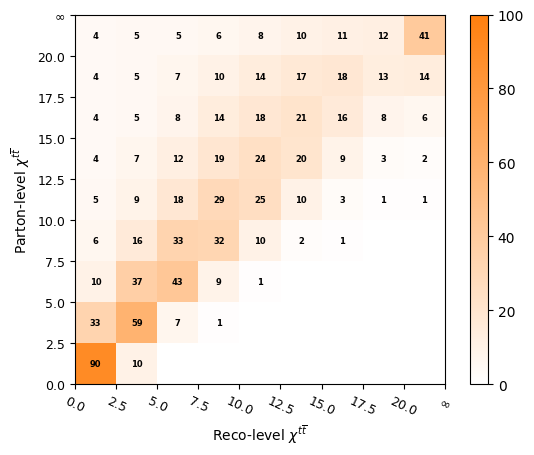 ∞ 4 5 5 6 8 10 11 12 41 100
20.0
4 5 7 10 14 17 18 13 14
17.5 80
4 5 8 14 18 21 16 8 6
15.0
4 7 12 19 24 20 9 3 2 60
12.5
5 9 18 29 25 10 3 1 1
10.0 40
6 16 33 32 10 2 1
7.5
10 37 43 9 1
5.0 20
33 59 7 1
2.5
90 10
0.0 0
0.0 2.5 5.0 7.5 10.0 12.5 15.0 17.5 20.0 ∞
Parton-level χ^{tt̅}
Reco-level χ^{tt̅}